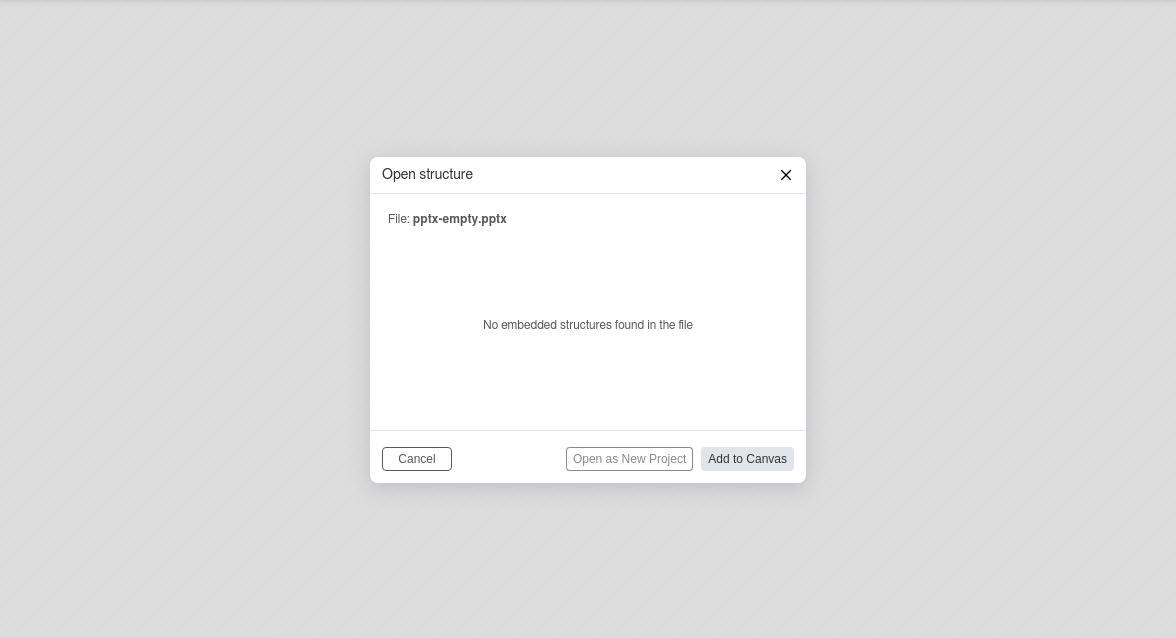 Open structure
File: pptx-empty.pptx
No embedded structures found in the file
Cancel
Open as New Project
Add to Canvas